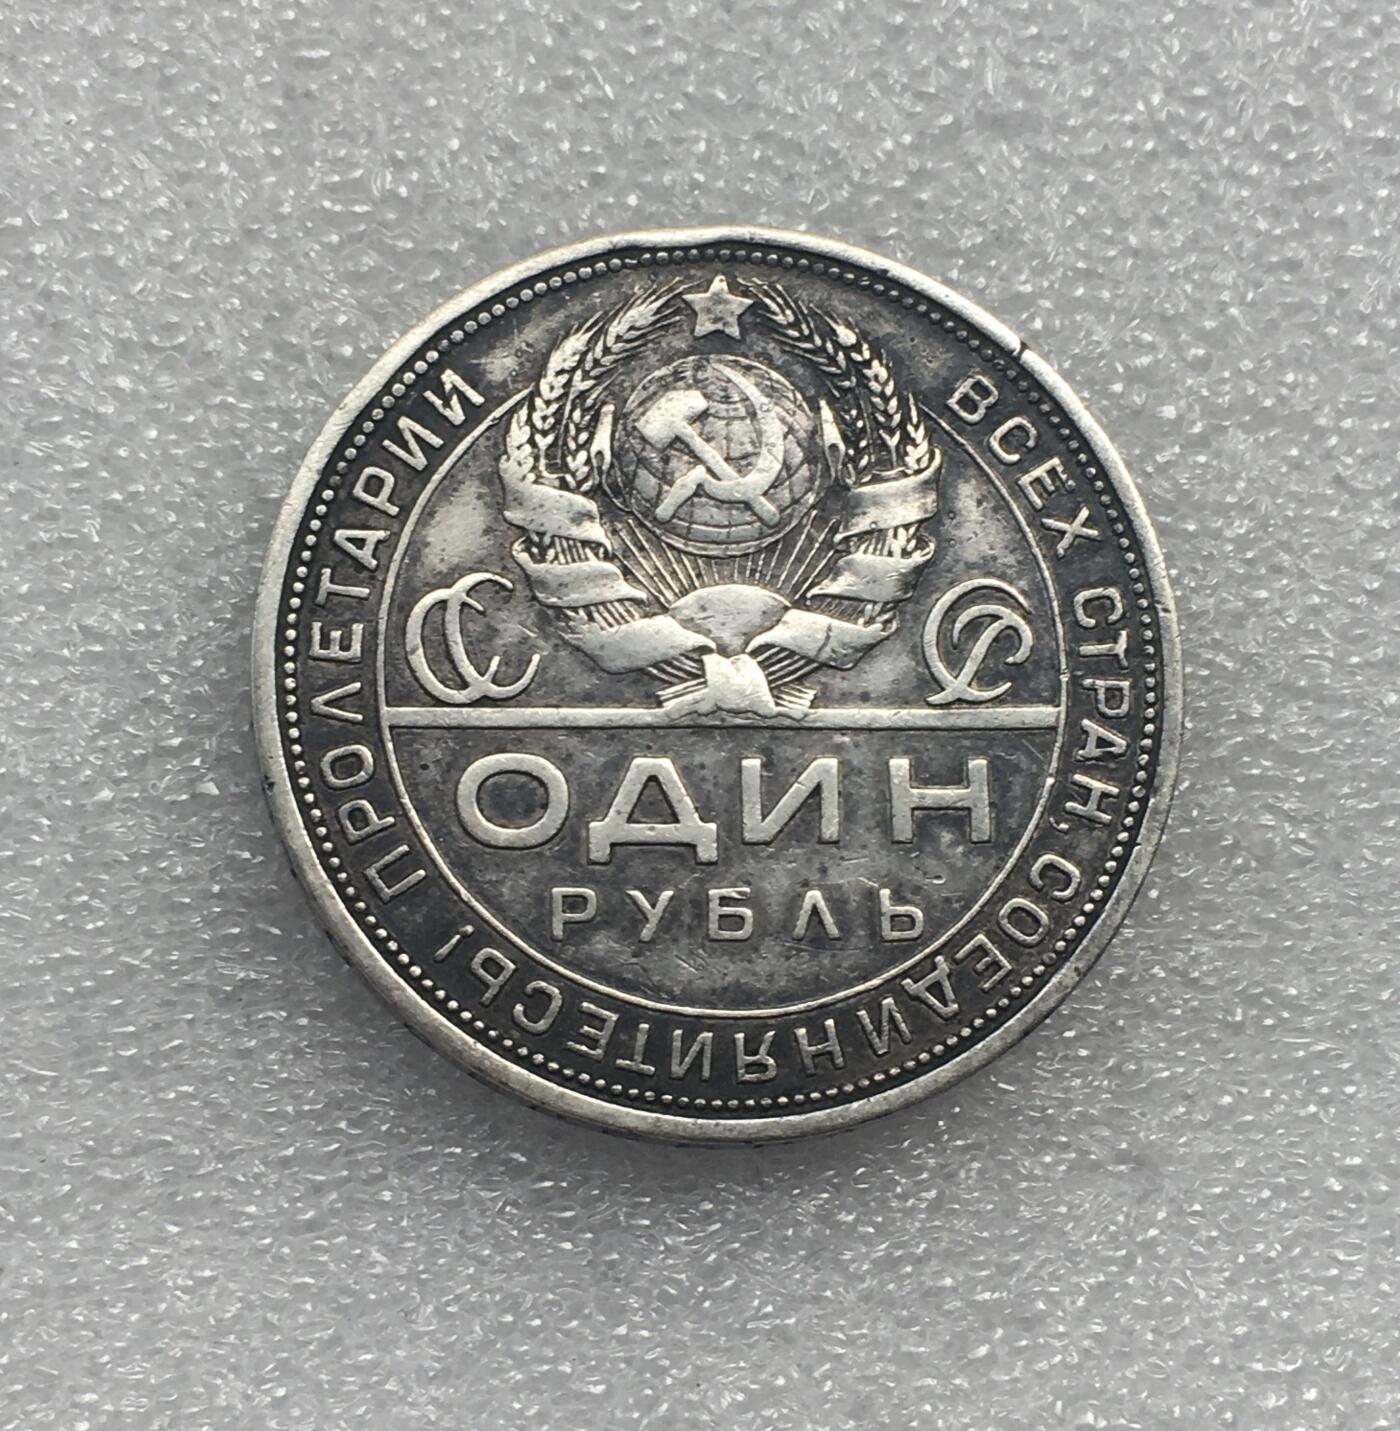 ПРОЛЕТАРИИ ВСЕХ СТРАН, СОЕДИНЯЙТЕСЬ!
СС СР
ОДИН
РУБЛЬ